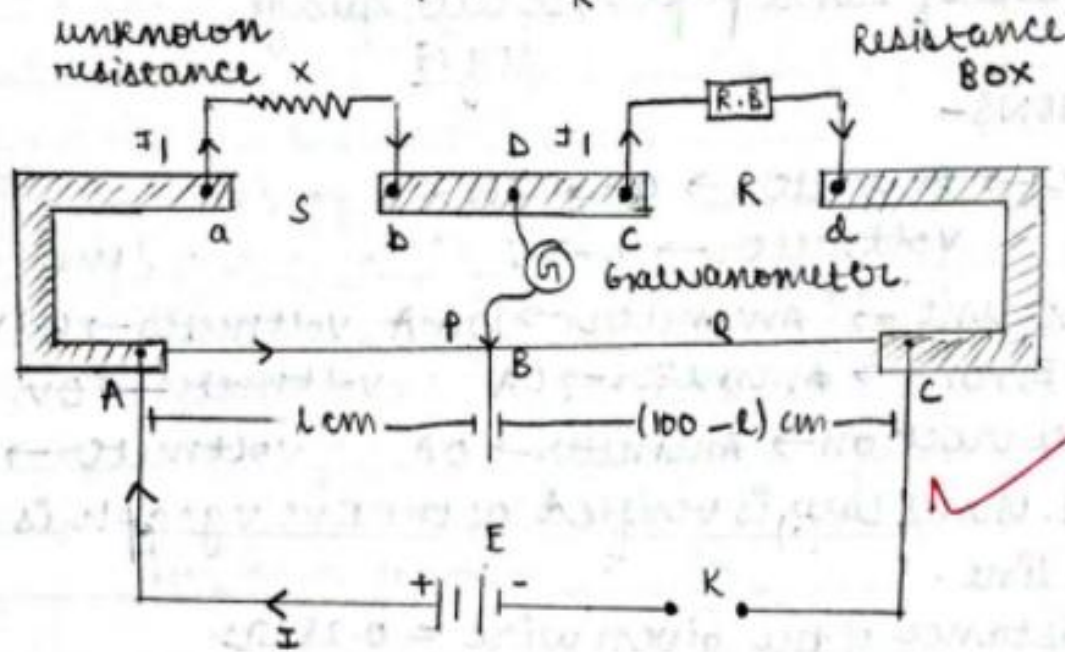 R
unknown
resistance x
Resistance
BOX
R.B
I1
D
I1
S
R
a
b
C
d
G
Galvanometer.
P
B
Q
A
C
l cm
(100-l) cm
E
+
-
K
I